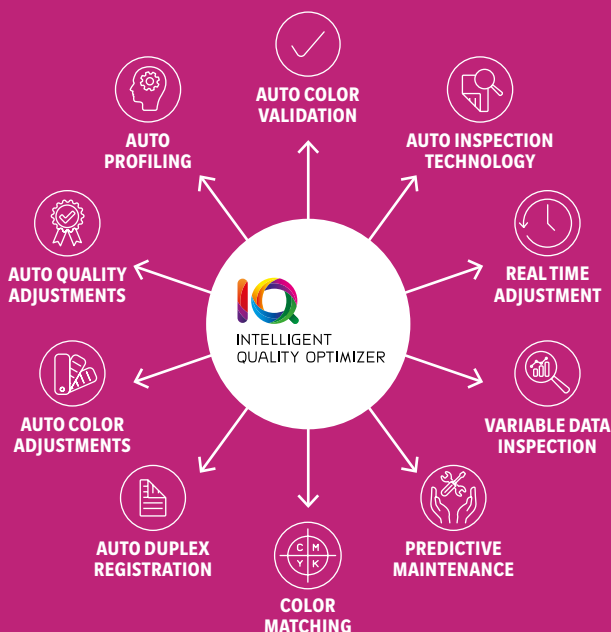 AUTO COLOR
VALIDATION
AUTO
PROFILING
AUTO INSPECTION
TECHNOLOGY
AUTO QUALITY
ADJUSTMENTS
REAL TIME
ADJUSTMENT
IQ
INTELLIGENT
QUALITY OPTIMIZER
AUTO COLOR
ADJUSTMENTS
VARIABLE DATA
INSPECTION
AUTO DUPLEX
REGISTRATION
C M
Y K
PREDICTIVE
MAINTENANCE
COLOR
MATCHING